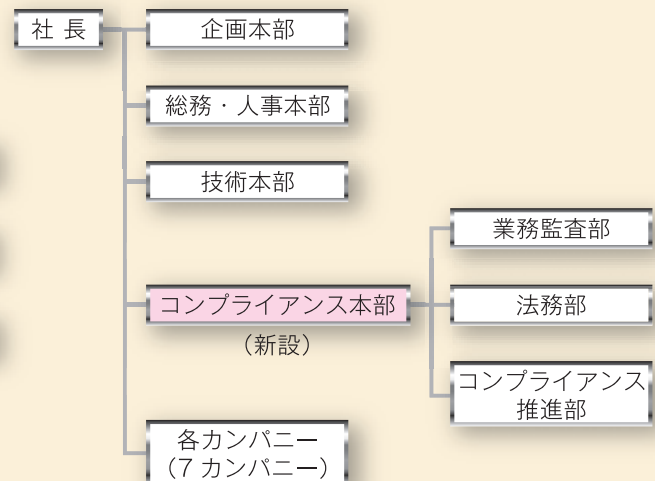 社 長
企画本部
総務・人事本部
技術本部
コンプライアンス本部
（新設）
業務監査部
法務部
コンプライアンス
推進部
各カンパニー
（7 カンパニー）